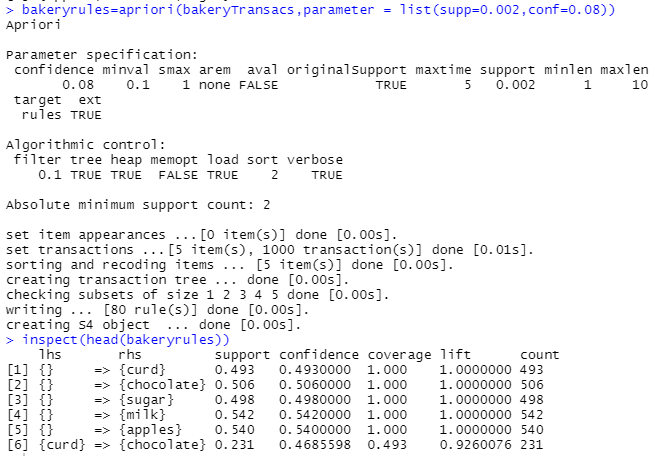 > bakeryrules=apriori(bakeryTransacs,parameter = list(supp=0.002,conf=0.08))
Apriori
Parameter specification:
confidence minval smax arem aval originalSupport maxtime support minlen maxlen
0.08 0.1 1 none FALSE TRUE 5 0.002 1 10
target ext
rules TRUE
Algorithmic control:
filter tree heap memopt load sort verbose
0.1 TRUE TRUE FALSE TRUE 2 TRUE
Absolute minimum support count: 2
set item appearances ...[0 item(s)] done [0.00s].
set transactions ...[5 item(s), 1000 transaction(s)] done [0.01s].
sorting and recoding items ... [5 item(s)] done [0.00s].
creating transaction tree ... done [0.00s].
checking subsets of size 1 2 3 4 5 done [0.00s].
writing ... [80 rule(s)] done [0.00s].
creating S4 object ... done [0.00s].
> inspect(head(bakeryrules))
lhs rhs support confidence coverage lift count
[1] {} => {curd} 0.493 0.4930000 1.000 1.0000000 493
[2] {} => {chocolate} 0.506 0.5060000 1.000 1.0000000 506
[3] {} => {sugar} 0.498 0.4980000 1.000 1.0000000 498
[4] {} => {milk} 0.542 0.5420000 1.000 1.0000000 542
[5] {} => {apples} 0.540 0.5400000 1.000 1.0000000 540
[6] {curd} => {chocolate} 0.231 0.4685598 0.493 0.9260076 231